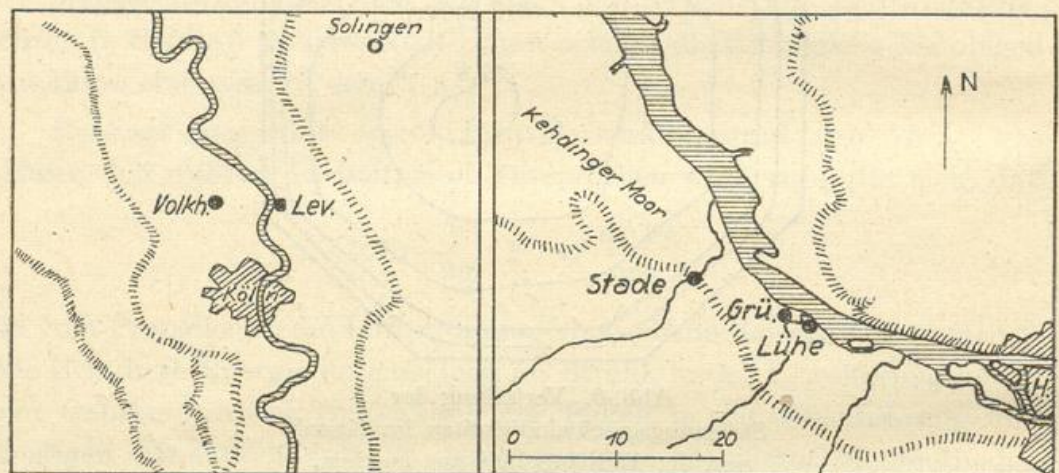 Solingen
Volkh.
Lev.
Köln
N
Kehdinger Moor
Stade
Grü.
Lühe
H.
0 10 20